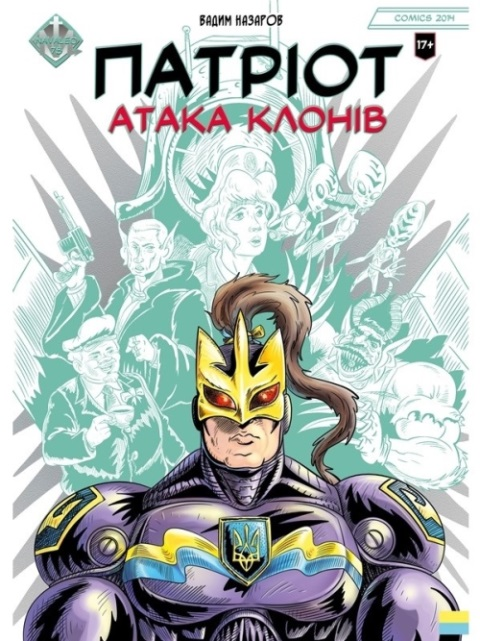 ВАДИМ НАЗАРОВ
COMICS 2014
ПАТРІОТ
17+
АТАКА КЛОНІВ